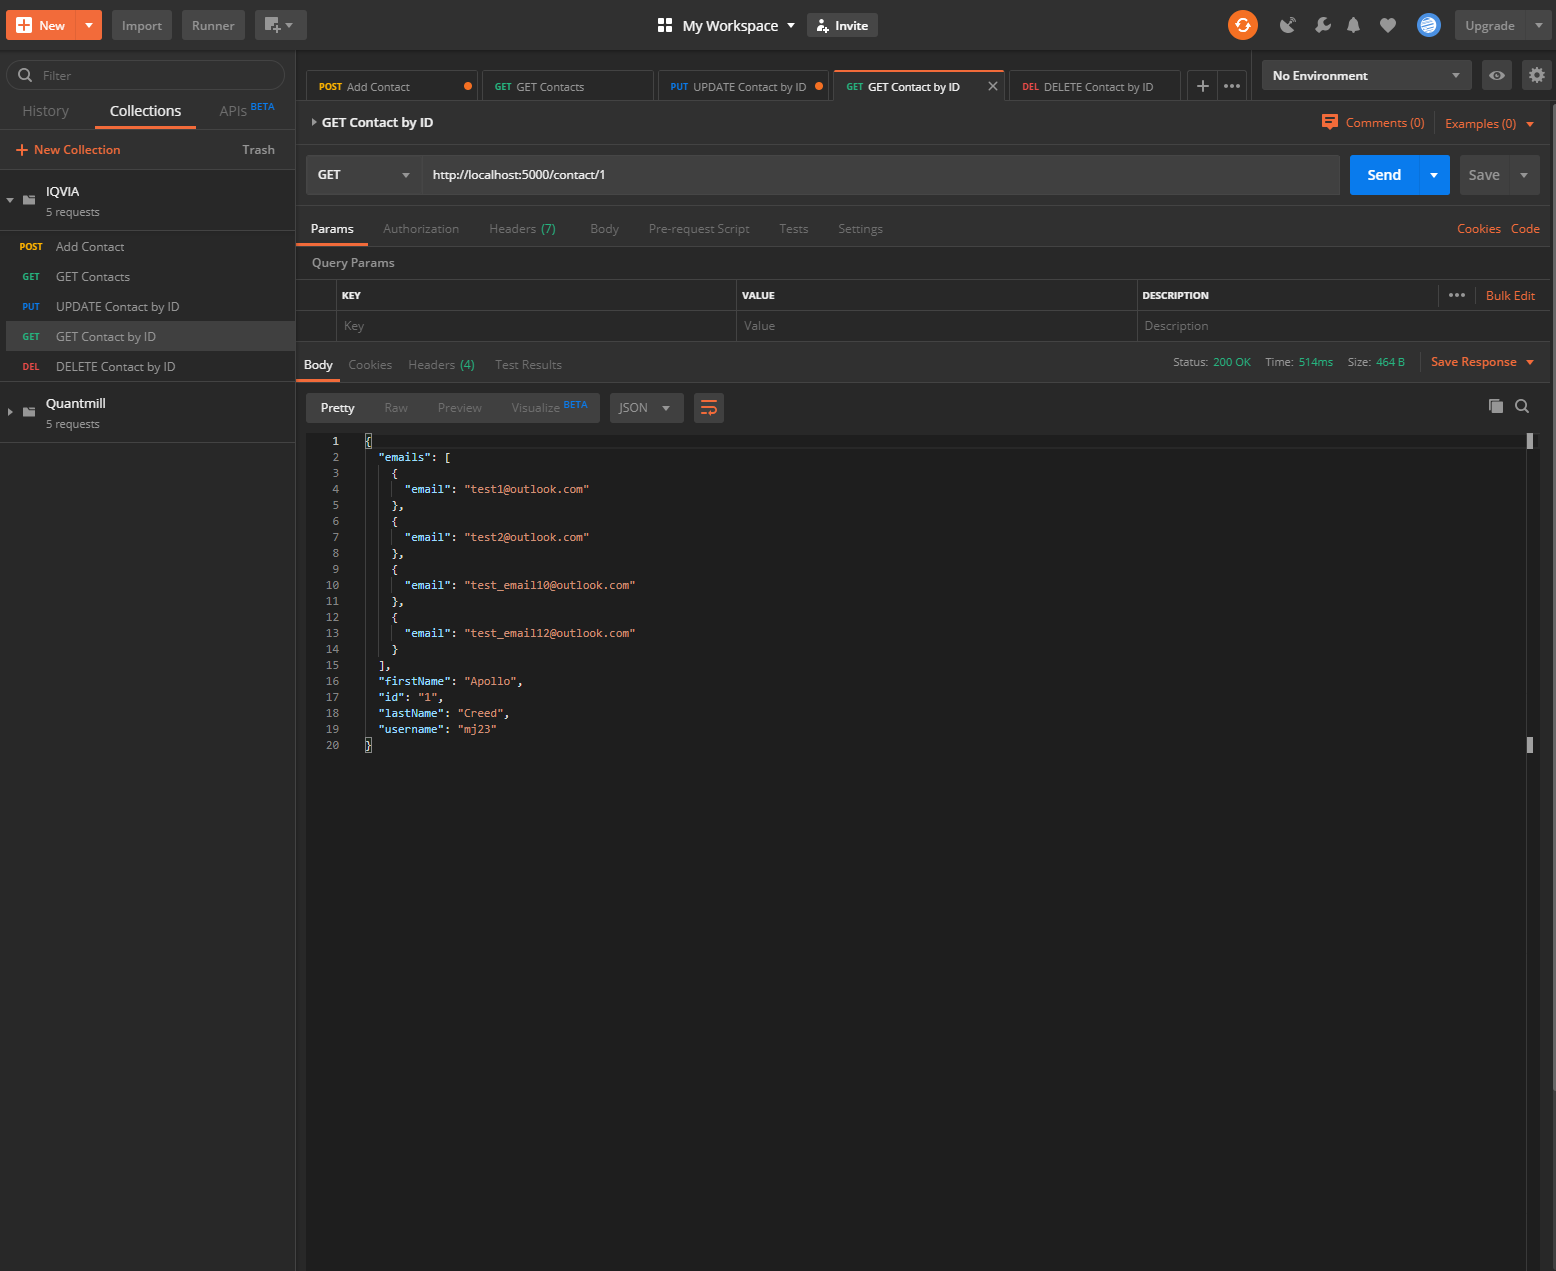 New Import Runner My Workspace Invite Upgrade
Filter
History Collections APIs BETA
New Collection Trash
IQVIA
5 requests
POST Add Contact
GET GET Contacts
PUT UPDATE Contact by ID
GET GET Contact by ID
DEL DELETE Contact by ID
Quantmill
5 requests
POST Add Contact GET GET Contacts PUT UPDATE Contact by ID GET GET Contact by ID DEL DELETE Contact by ID No Environment
GET Contact by ID Comments (0) Examples (0)
GET http://localhost:5000/contact/1 Send Save
Params Authorization Headers (7) Body Pre-request Script Tests Settings Cookies Code
Query Params
KEY VALUE DESCRIPTION Bulk Edit
Key Value Description
Body Cookies Headers (4) Test Results Status: 200 OK Time: 514ms Size: 464 B Save Response
Pretty Raw Preview Visualize BETA JSON
1 {
2 "emails": [
3 {
4 "email": "test1@outlook.com"
5 },
6 {
7 "email": "test2@outlook.com"
8 },
9 {
10 "email": "test_email10@outlook.com"
11 },
12 {
13 "email": "test_email12@outlook.com"
14 }
15 ],
16 "firstName": "Apollo",
17 "id": "1",
18 "lastName": "Creed",
19 "username": "mj23"
20 }